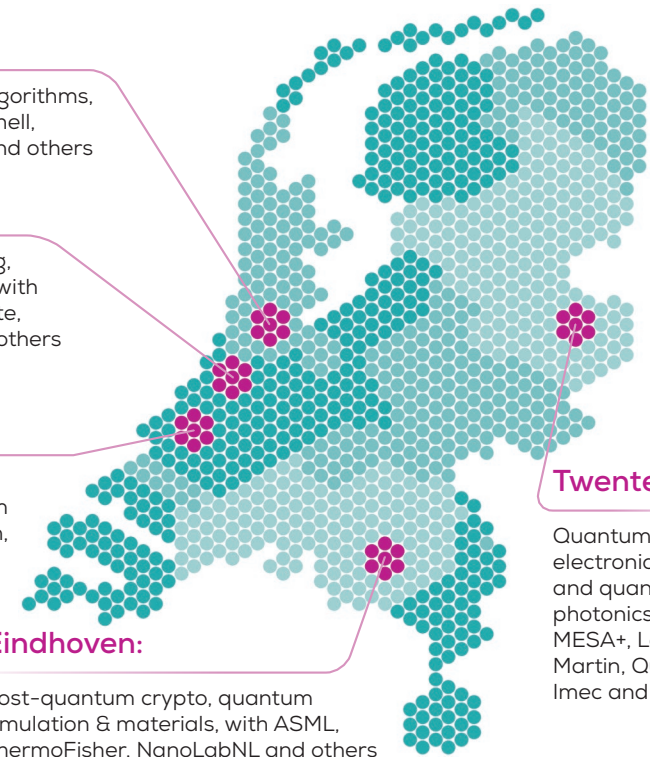 gorithms,
hell,
nd others
g,
with
te,
others
n
n,
Eindhoven:
ost-quantum crypto, quantum
mulation & materials, with ASML,
hermoFisher, NanoLabNL and others
Twente
Quantum
electronic
and quan
photonics
MESA+, L
Martin, Q
Imec and